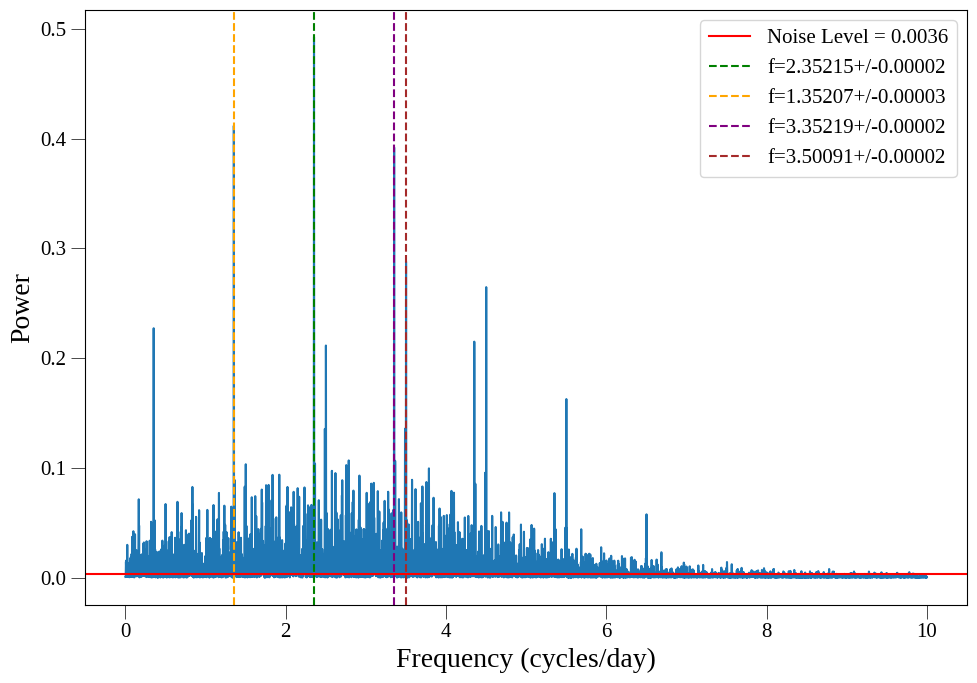 0.5
0.4
0.3
0.2
0.1
0.0
Power
0 2 4 6 8 10
Frequency (cycles/day)
Noise Level = 0.0036
f=2.35215+/-0.00002
f=1.35207+/-0.00003
f=3.35219+/-0.00002
f=3.50091+/-0.00002